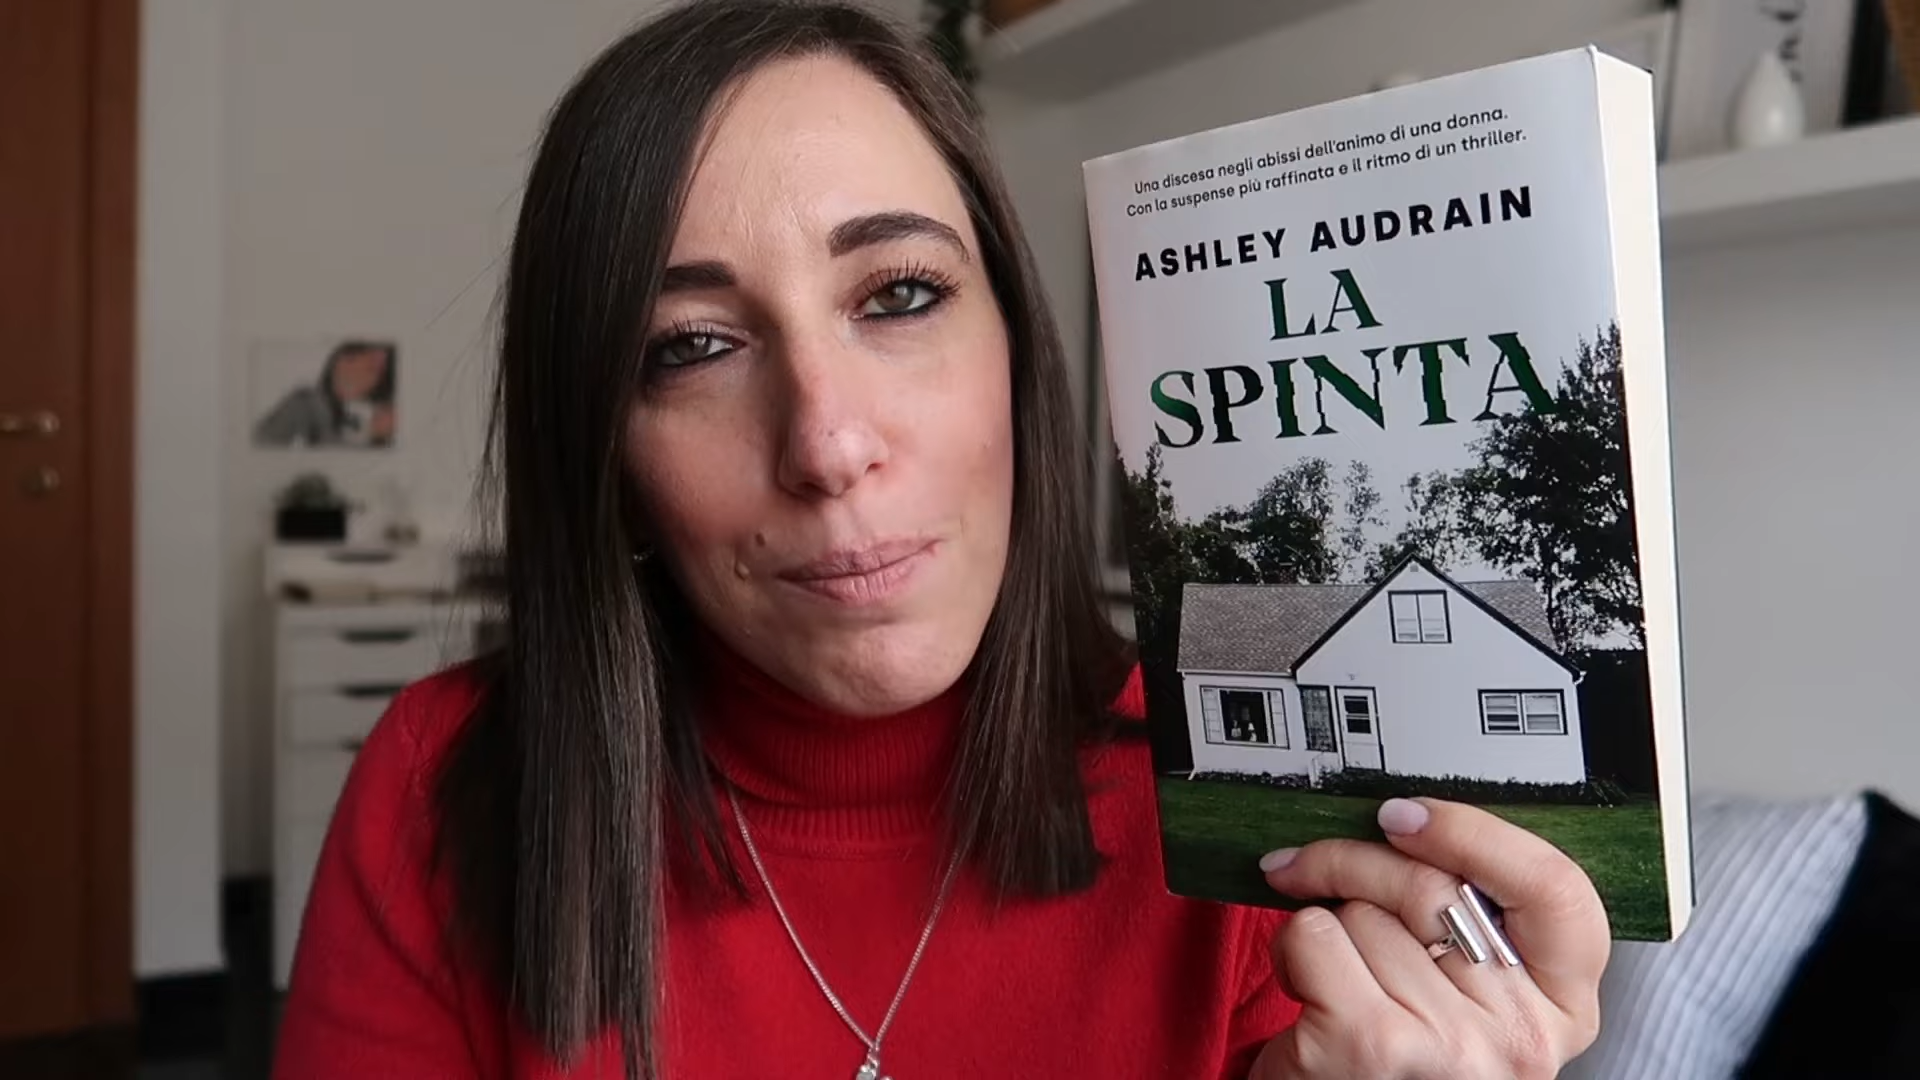 Una discesa negli abissi dell'animo di una donna.
Con la suspense più raffinata e il ritmo di un thriller.
ASHLEY AUDRAIN
LA
SPINTA